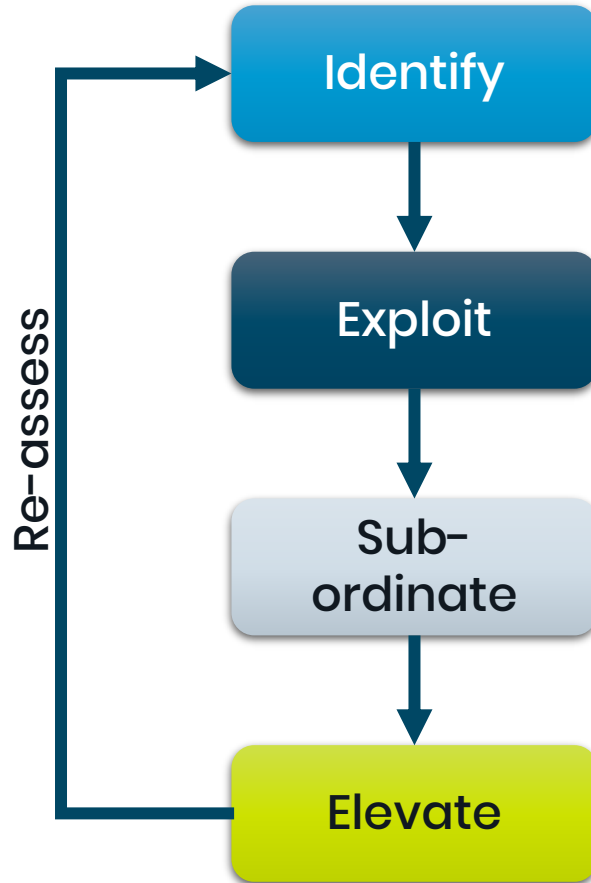 Identify
Exploit
Re-assess
Sub-
ordinate
Elevate